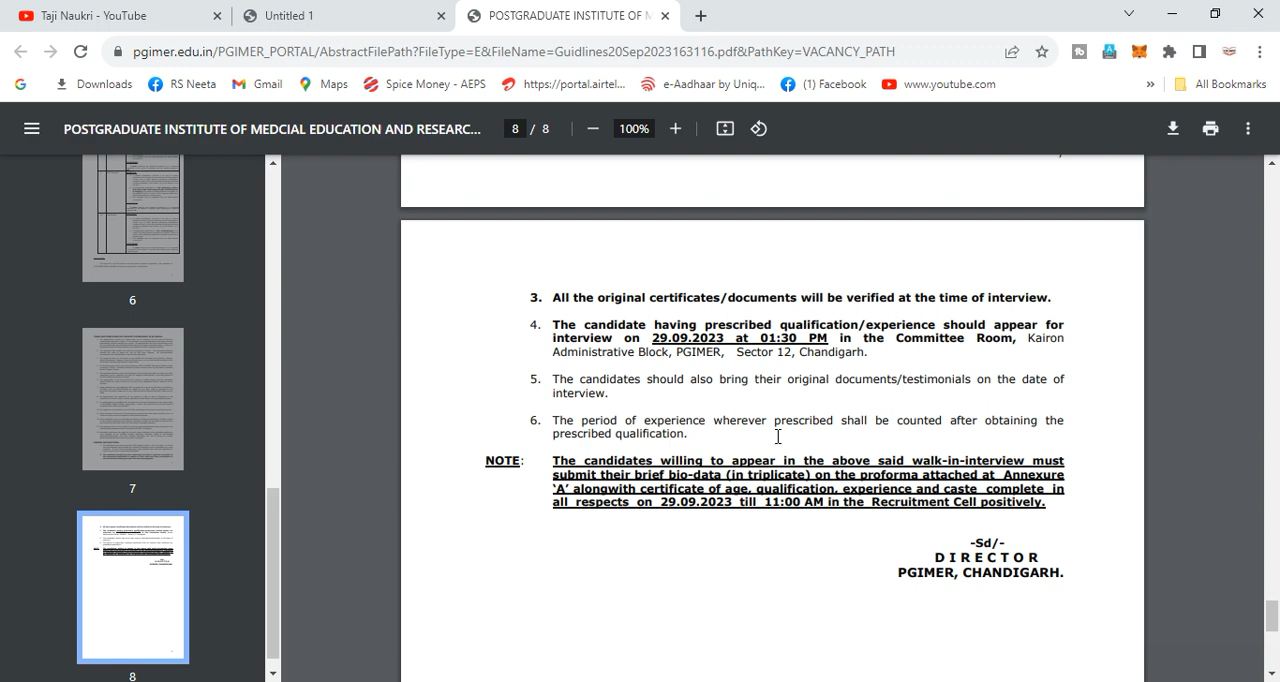 Taji Naukri - YouTube
Untitled 1
POSTGRADUATE INSTITUTE OF M
pgimer.edu.in/PGIMER_PORTAL/AbstractFilePath?FileType=E&FileName=Guidlines20Sep2023163116.pdf&PathKey=VACANCY_PATH
Downloads
RS Neeta
Gmail
Maps
Spice Money - AEPS
https://portal.airtel...
e-Aadhaar by Uniq...
(1) Facebook
www.youtube.com
»
All Bookmarks
POSTGRADUATE INSTITUTE OF MEDCIAL EDUCATION AND RESEARC...
8 / 8
100%
6
7
8
3. All the original certificates/documents will be verified at the time of interview.
4. The candidate having prescribed qualification/experience should appear for
interview on 29.09.2023 at 01:30 PM in the Committee Room, Kairon
Administrative Block, PGIMER, Sector 12, Chandigarh.
5. The candidates should also bring their original documents/testimonials on the date of
interview.
6. The period of experience wherever prescribed shall be counted after obtaining the
prescribed qualification.
NOTE: The candidates willing to appear in the above said walk-in-interview must
submit their brief bio-data (in triplicate) on the proforma attached at Annexure
'A' alongwith certificate of age, qualification, experience and caste complete in
all respects on 29.09.2023 till 11:00 AM in the Recruitment Cell positively.
-Sd/-
D I R E C T O R
PGIMER, CHANDIGARH.